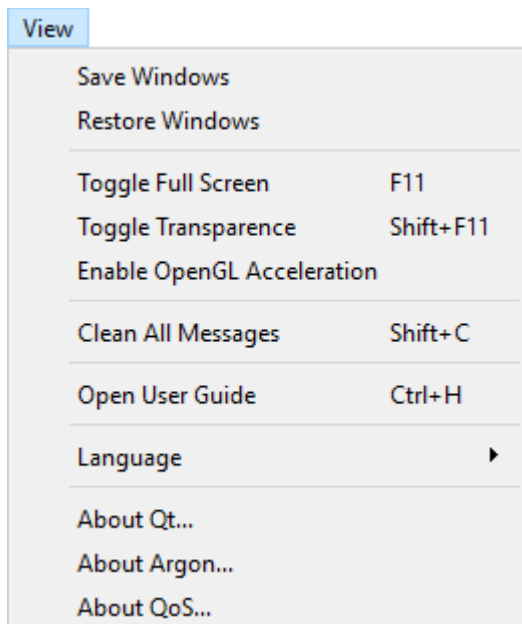 View
Save Windows
Restore Windows
Toggle Full Screen F11
Toggle Transparence Shift+F11
Enable OpenGL Acceleration
Clean All Messages Shift+C
Open User Guide Ctrl+H
Language
About Qt...
About Argon...
About QoS...